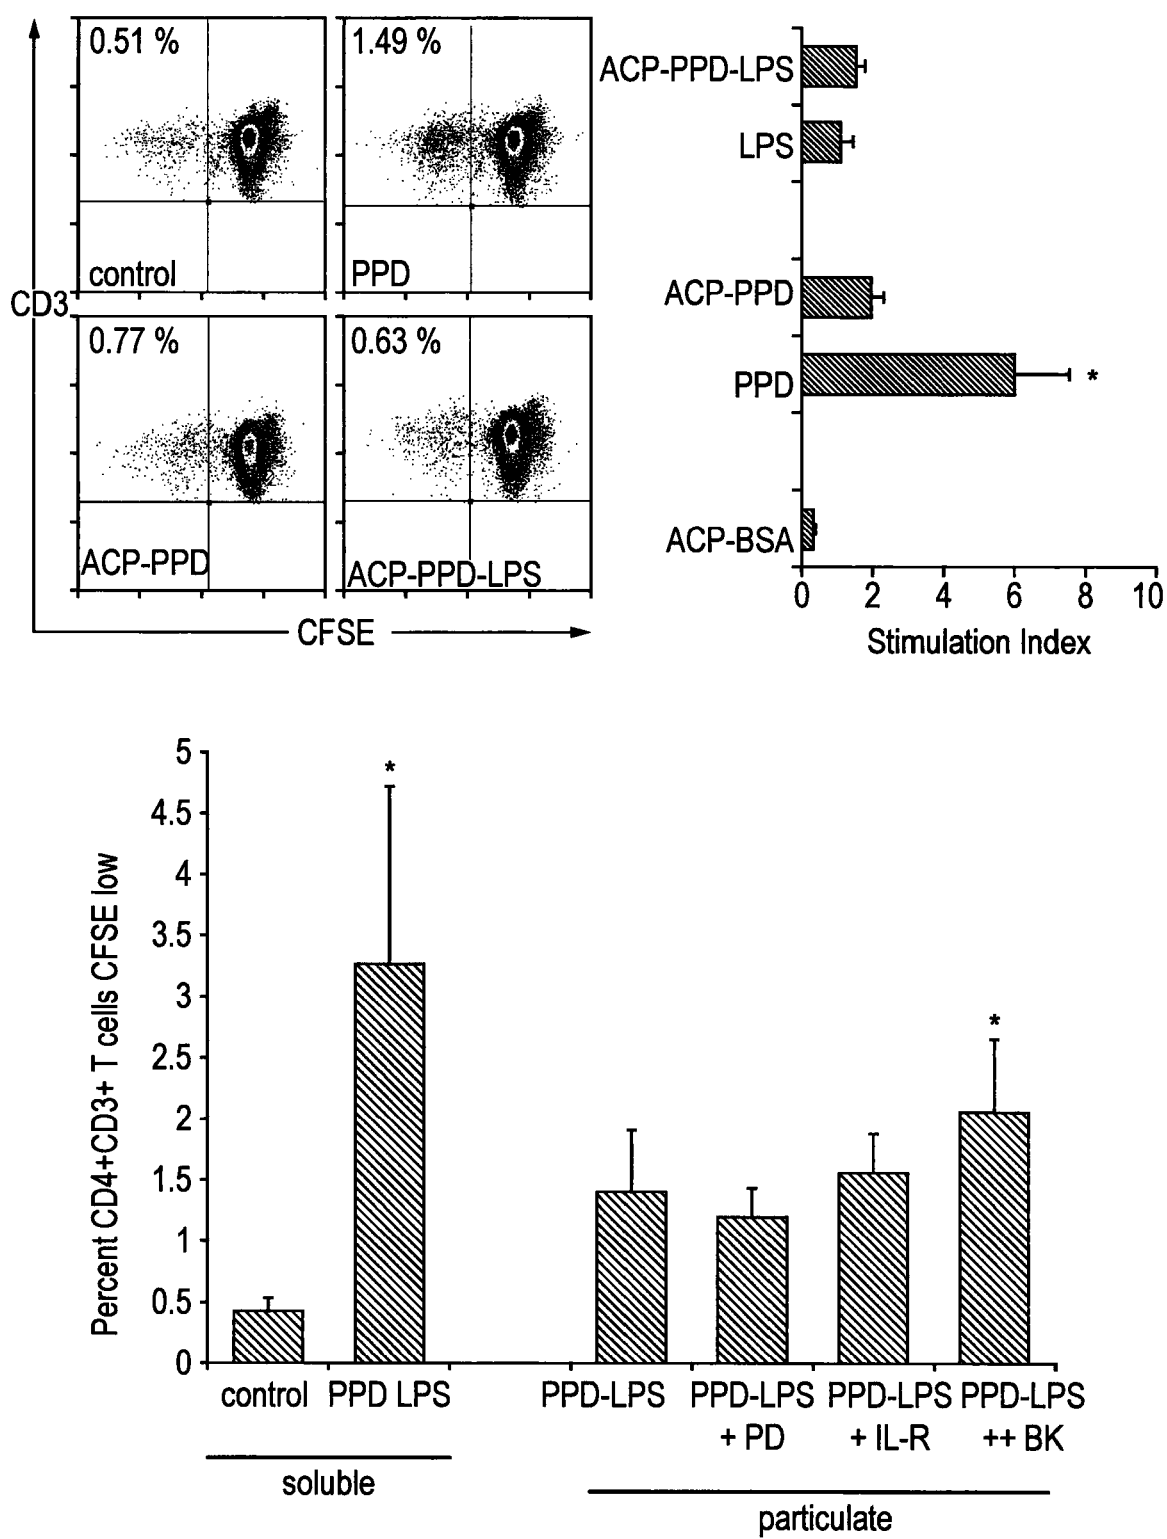 0.51 %
control
1.49 %
PPD
0.77 %
ACP-PPD
0.63 %
ACP-PPD-LPS
CD3
CFSE
ACP-PPD-LPS
LPS
ACP-PPD
PPD
*
ACP-BSA
0 2 4 6 8 10
Stimulation Index
Percent CD4+CD3+ T cells CFSE low
5
4.5
4
3.5
3
2.5
2
1.5
1
0.5
0
*
*
control PPD LPS PPD-LPS PPD-LPS PPD-LPS PPD-LPS
+ PD + IL-R ++ BK
soluble
particulate